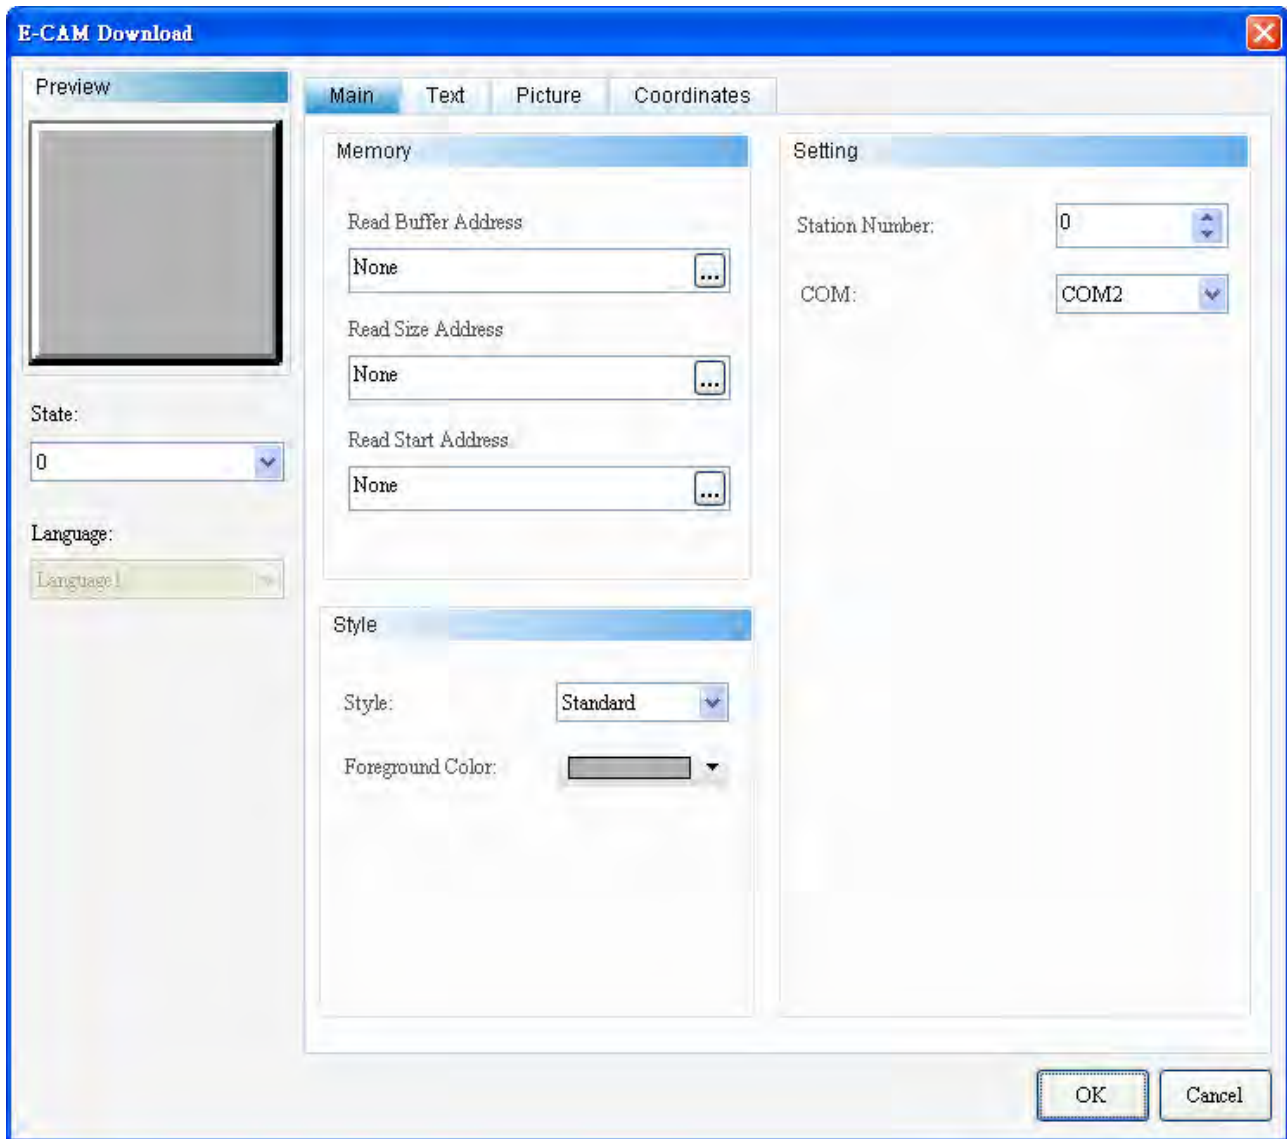 E-CAM Download
Preview
State:
0
Language:
Language1
Main Text Picture Coordinates
Memory
Read Buffer Address
None ...
Read Size Address
None ...
Read Start Address
None ...
Style
Style: Standard
Foreground Color:
Setting
Station Number: 0
COM: COM2
OK Cancel